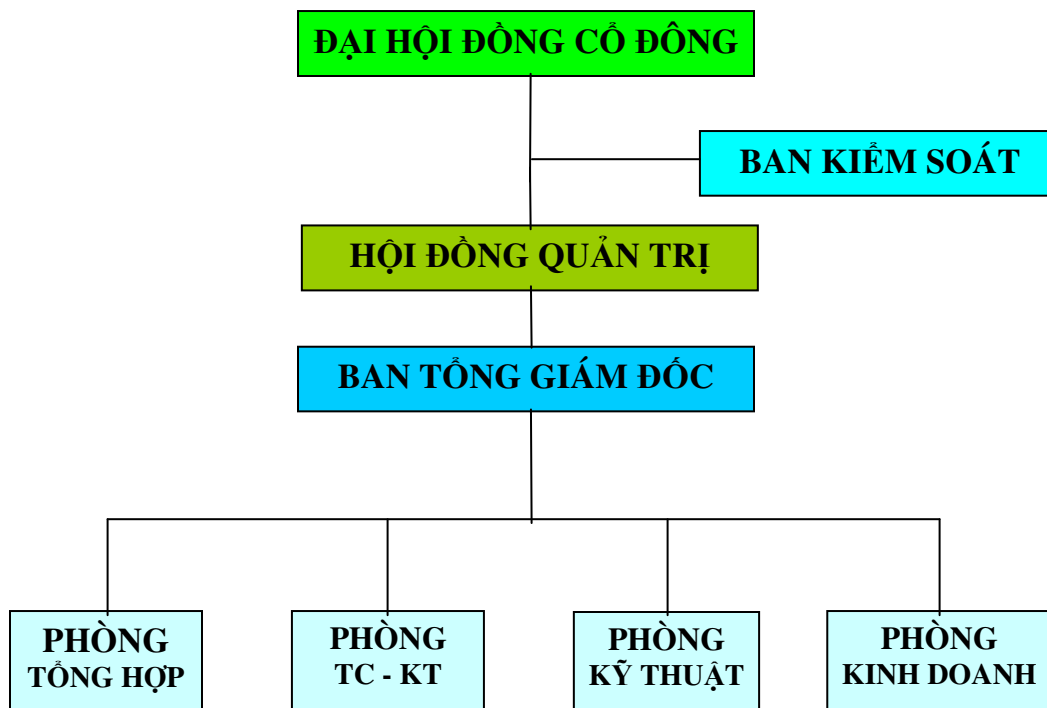 ĐẠI HỘI ĐỒNG CỔ ĐÔNG
BAN KIỂM SOÁT
HỘI ĐỒNG QUẢN TRỊ
BAN TỔNG GIÁM ĐỐC
PHÒNG
TỔNG HỢP
PHÒNG
TC - KT
PHÒNG
KỸ THUẬT
PHÒNG
KINH DOANH